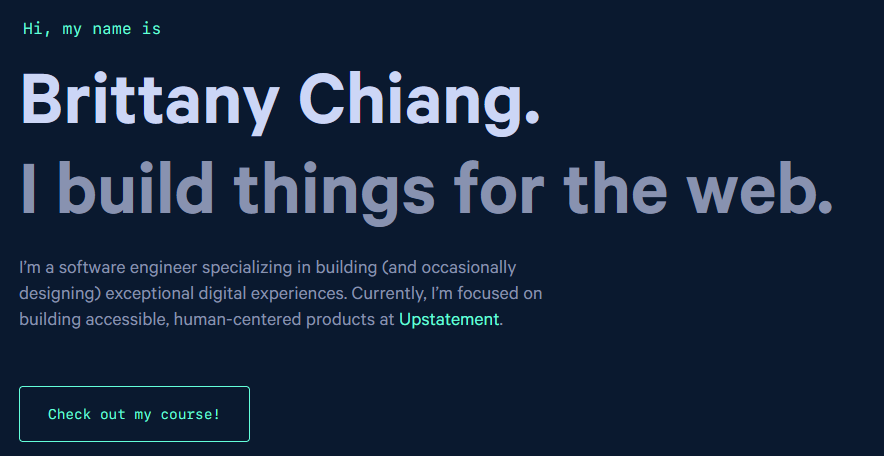 Hi, my name is
Brittany Chiang.
I build things for the web.
I’m a software engineer specializing in building (and occasionally
designing) exceptional digital experiences. Currently, I’m focused on
building accessible, human-centered products at Upstatement.
Check out my course!